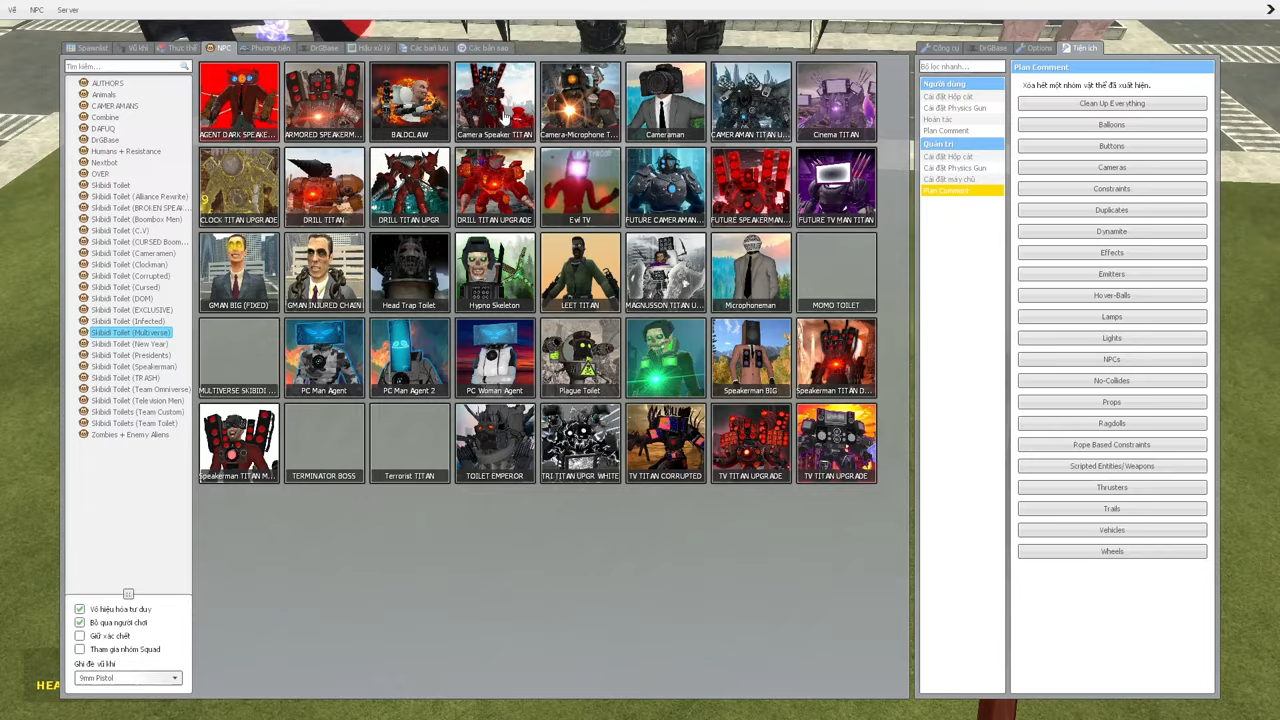 Vẽ NPC Server
Spawnlist Vũ khí Thực thể NPC Phương tiện DrGBase Hậu xử lý Các bản lưu Các bản sao
Công cụ DrGBase Options Tiện ích
Tìm kiếm...
AUTHORS
Animals
CAMERAMANS
Combine
DAFUQ
DrGBase
Humans + Resistance
Nextbot
OVER
Skibidi Toilet
Skibidi Toilet (Alliance Rewrite)
Skibidi Toilet (BROKEN SPEAK...
Skibidi Toilet (Boombox Men)
Skibidi Toilet (C.V)
Skibidi Toilet (CURSED Boom...
Skibidi Toilet (Cameramen)
Skibidi Toilet (Clockman)
Skibidi Toilet (Corrupted)
Skibidi Toilet (Cursed)
Skibidi Toilet (DOM)
Skibidi Toilet (EXCLUSIVE)
Skibidi Toilet (Infected)
Skibidi Toilet (Multiverse)
Skibidi Toilet (New Year)
Skibidi Toilet (Presidents)
Skibidi Toilet (Speakerman)
Skibidi Toilet (TRASH)
Skibidi Toilet (Team Omniverse)
Skibidi Toilet (Television Men)
Skibidi Toilets (Team Custom)
Skibidi Toilets (Team Toilet)
Zombies + Enemy Aliens
Vô hiệu hóa tư duy
Bỏ qua người chơi
Giữ xác chết
Tham gia nhóm Squad
Ghi đè vũ khí
9mm Pistol
HEA
AGENT DARK SPEAKE... ARMORED SPEAKERM... BALDCLAW Camera Speaker TITAN Camera-Microphone T... Cameraman CAMERAMAN TITAN U... Cinema TITAN
9
CLOCK TITAN UPGRADE DRILL TITAN DRILL TITAN UPGR DRILL TITAN UPGRADE Evil TV FUTURE CAMERAMAN... FUTURE SPEAKERMAN... FUTURE TV MAN TITAN
GMAN BIG (FIXED) GMAN INJURED CHAIN Head Trap Toilet Hypno Skeleton LEET TITAN MAGNUSSON TITAN U... Microphoneman MOMO TOILET
MULTIVERSE SKIBIDI ... PC Man Agent PC Man Agent 2 PC Woman Agent Plague Toilet Speakerman BIG Speakerman TITAN D...
Speakerman TITAN M... TERMINATOR BOSS Terrorist TITAN TOILET EMPEROR TRI TITAN UPGR WHITE TV TITAN CORRUPTED TV TITAN UPGRADE TV TITAN UPGRADE
Bộ lọc nhanh...
Người dùng
Cài đặt Hộp cát
Cài đặt Physics Gun
Hoàn tác
Plan Comment
Quản trị
Cài đặt Hộp cát
Cài đặt Physics Gun
Cài đặt máy chủ
Plan Comment
Plan Comment
Xóa hết một nhóm vật thể đã xuất hiện.
Clean Up Everything
Balloons
Buttons
Cameras
Constraints
Duplicates
Dynamite
Effects
Emitters
Hover-Balls
Lamps
Lights
NPCs
No-Collides
Props
Ragdolls
Rope Based Constraints
Scripted Entities/Weapons
Thrusters
Trails
Vehicles
Wheels